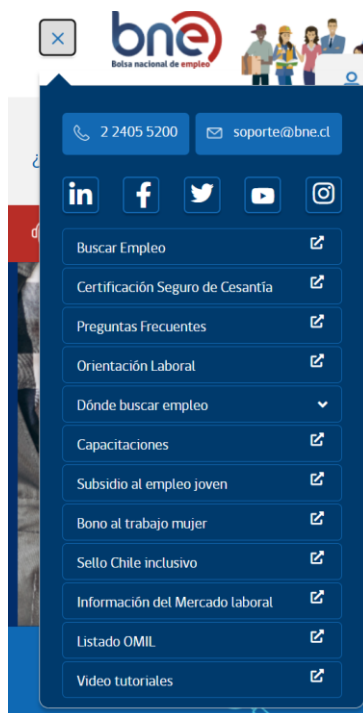 bne
Bolsa nacional de empleo
¿
2 2405 5200
soporte@bne.cl
Buscar Empleo
Certificación Seguro de Cesantía
Preguntas Frecuentes
Orientación Laboral
Dónde buscar empleo
Capacitaciones
Subsidio al empleo joven
Bono al trabajo mujer
Sello Chile inclusivo
Información del Mercado laboral
Listado OMIL
Video tutoriales